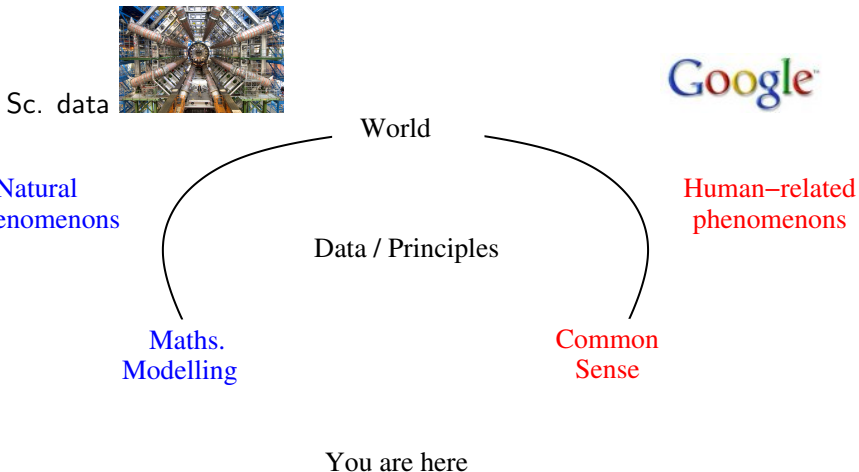 Google
Sc. data
World
Natural
enomenons
Human−related
phenomenons
Data / Principles
Maths.
Modelling
Common
Sense
You are here